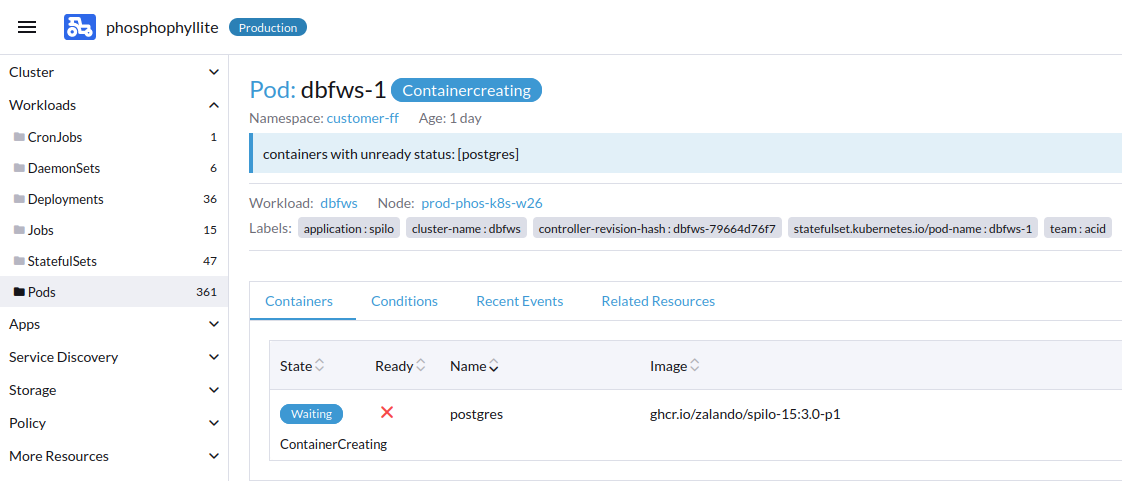 phosphophyllite Production
Cluster
Workloads
CronJobs 1
DaemonSets 6
Deployments 36
Jobs 15
StatefulSets 47
Pods 361
Apps
Service Discovery
Storage
Policy
More Resources
Pod: dbfws-1 Containercreating
Namespace: customer-ff Age: 1 day
containers with unready status: [postgres]
Workload: dbfws Node: prod-phos-k8s-w26
Labels: application : spilo cluster-name : dbfws controller-revision-hash : dbfws-79664d76f7 statefulset.kubernetes.io/pod-name : dbfws-1 team : acid
Containers Conditions Recent Events Related Resources
State Ready Name Image
Waiting postgres ghcr.io/zalando/spilo-15:3.0-p1
ContainerCreating